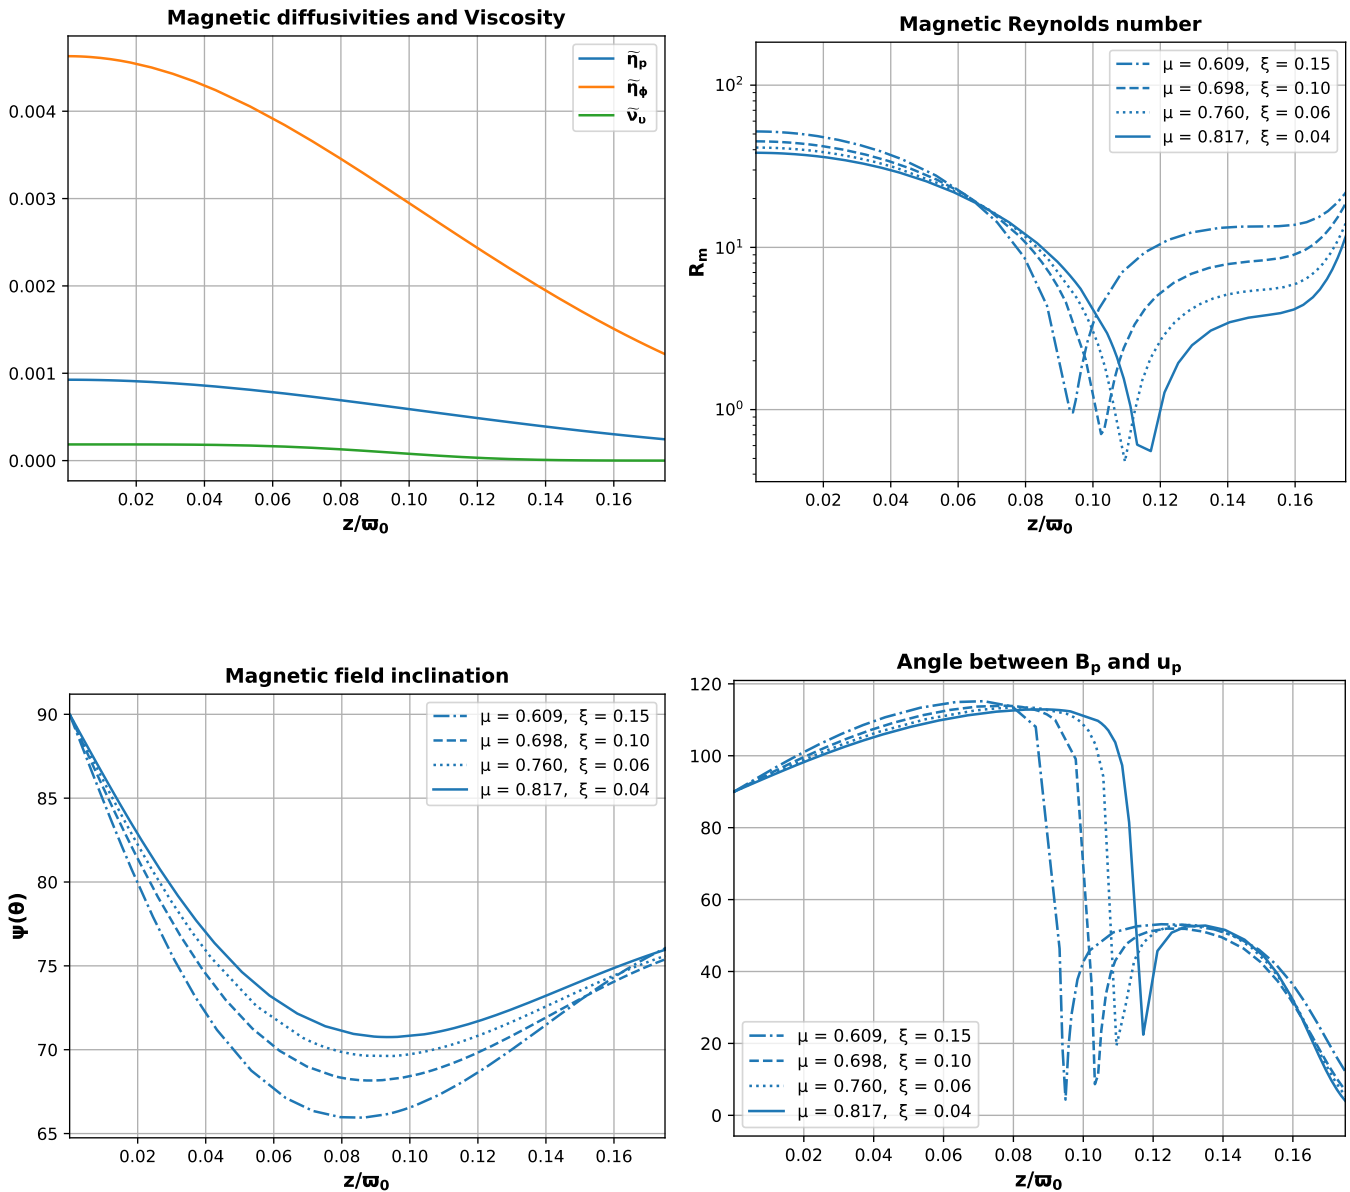 Magnetic diffusivities and Viscosity
η̃ₚ
η̃ᵩ
ν̃ᵤ
0.004
0.003
0.002
0.001
0.000
0.02 0.04 0.06 0.08 0.10 0.12 0.14 0.16
z/ϖ₀
Magnetic Reynolds number
μ = 0.609, ξ = 0.15
μ = 0.698, ξ = 0.10
μ = 0.760, ξ = 0.06
μ = 0.817, ξ = 0.04
10²
10¹
10⁰
Rₘ
0.02 0.04 0.06 0.08 0.10 0.12 0.14 0.16
z/ϖ₀
Magnetic field inclination
μ = 0.609, ξ = 0.15
μ = 0.698, ξ = 0.10
μ = 0.760, ξ = 0.06
μ = 0.817, ξ = 0.04
90
85
80
75
70
65
ψ(θ)
0.02 0.04 0.06 0.08 0.10 0.12 0.14 0.16
z/ϖ₀
Angle between Bₚ and uₚ
120
100
80
60
40
20
0
μ = 0.609, ξ = 0.15
μ = 0.698, ξ = 0.10
μ = 0.760, ξ = 0.06
μ = 0.817, ξ = 0.04
0.02 0.04 0.06 0.08 0.10 0.12 0.14 0.16
z/ϖ₀